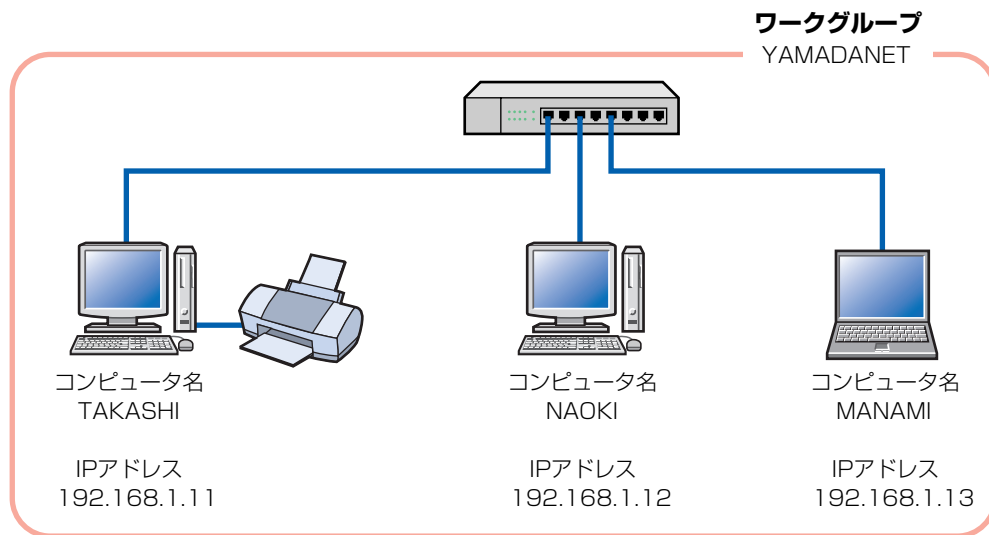 ワークグループ
YAMADANET
コンピュータ名
TAKASHI
IPアドレス
192.168.1.11
コンピュータ名
NAOKI
IPアドレス
192.168.1.12
コンピュータ名
MANAMI
IPアドレス
192.168.1.13